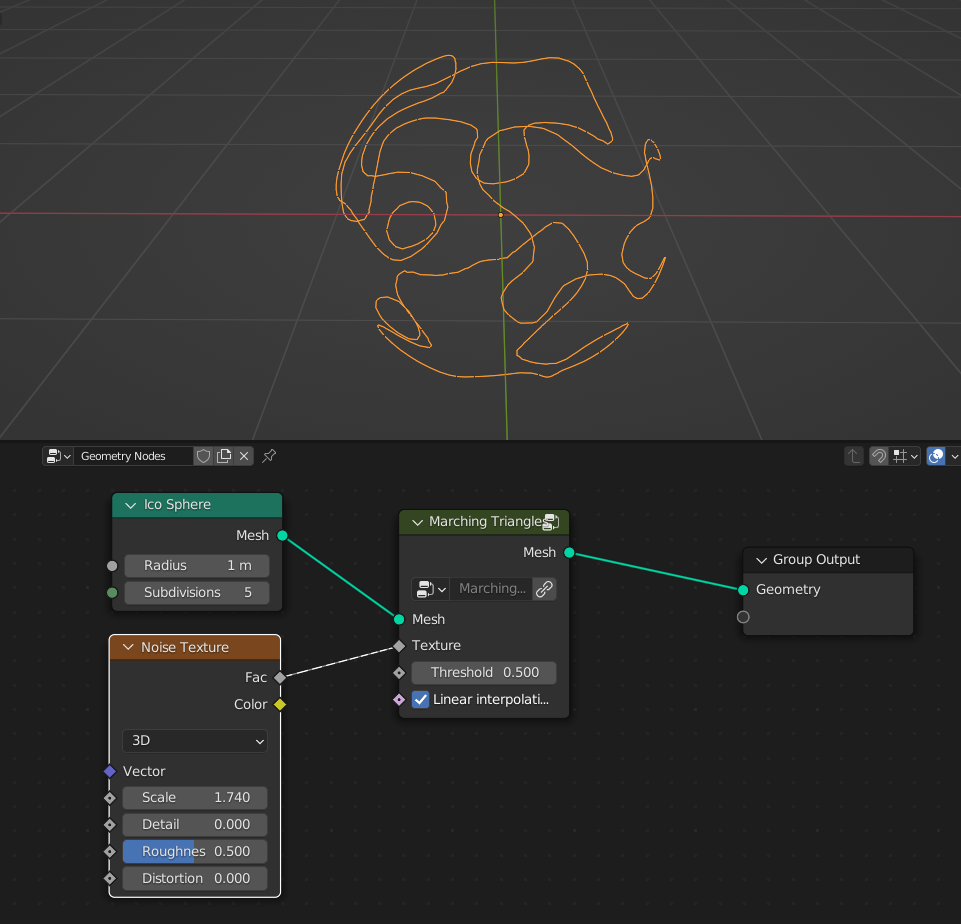 Geometry Nodes
Ico Sphere
Mesh
Radius 1 m
Subdivisions 5
Noise Texture
Fac
Color
3D
Vector
Scale 1.740
Detail 0.000
Roughnes 0.500
Distortion 0.000
Marching Triangles
Mesh
Marching...
Mesh
Texture
Threshold 0.500
Linear interpolati...
Group Output
Geometry